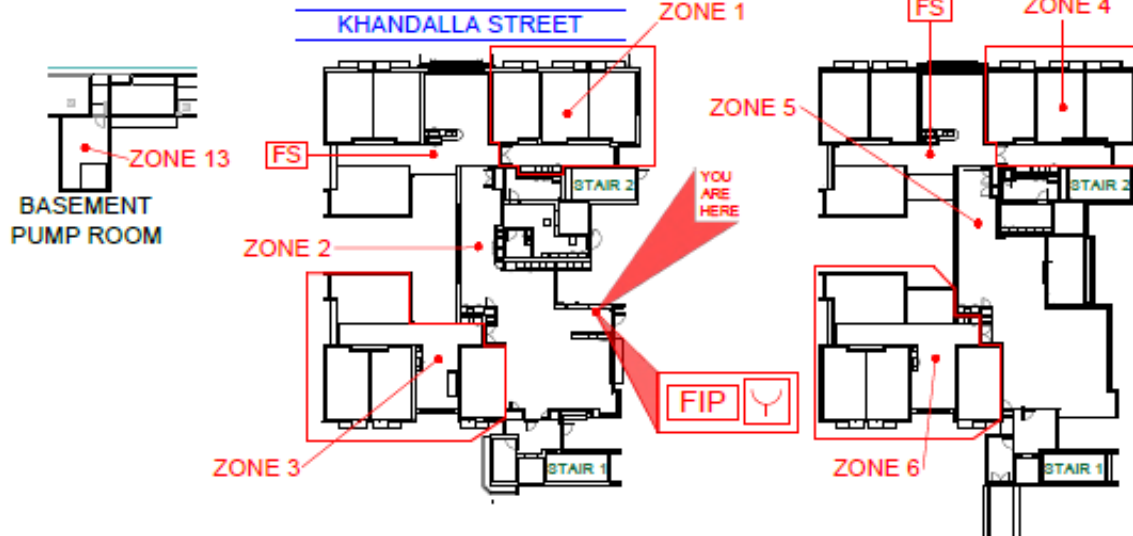 KHANDALLA STREET
ZONE 1
FS
ZONE 4
ZONE 5
ZONE 13
FS
STAIR 2
YOU
ARE
HERE
STAIR 2
BASEMENT
PUMP ROOM
ZONE 2
FIP
ZONE 3
STAIR 1
ZONE 6
STAIR 1